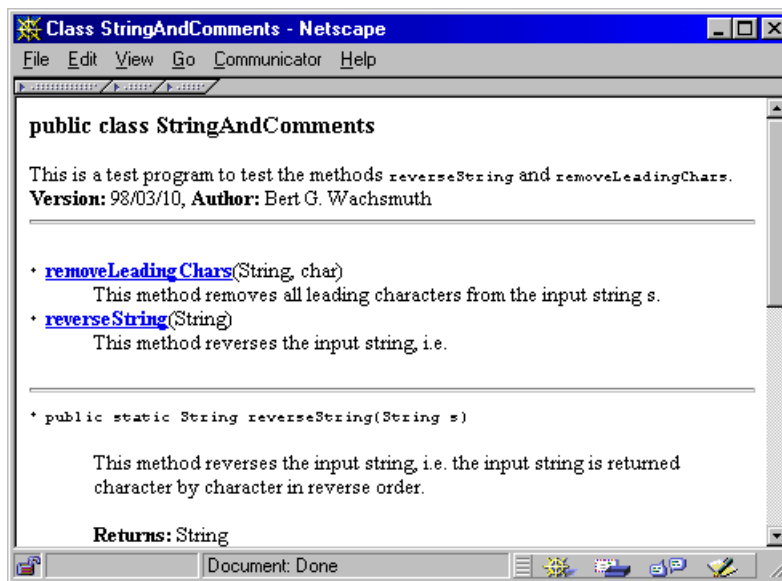 Class StringAndComments - Netscape
File Edit View Go Communicator Help
public class StringAndComments
This is a test program to test the methods reverseString and removeLeadingChars.
Version: 98/03/10, Author: Bert G. Wachsmuth
removeLeadingChars(String, char)
This method removes all leading characters from the input string s.
reverseString(String)
This method reverses the input string, i.e.
public static String reverseString(String s)
This method reverses the input string, i.e. the input string is returned
character by character in reverse order.
Returns: String
Document: Done